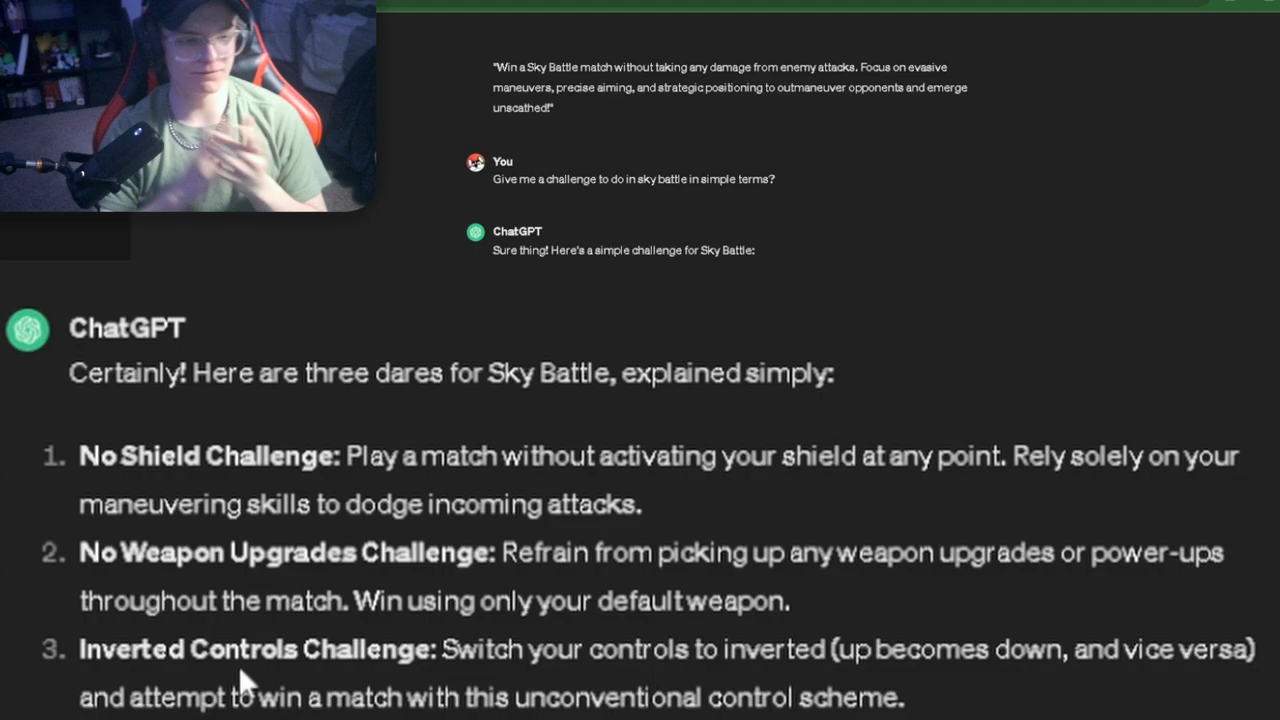 "Win a Sky Battle match without taking any damage from enemy attacks. Focus on evasive
maneuvers, precise aiming, and strategic positioning to outmaneuver opponents and emerge
unscathed!"
You
Give me a challenge to do in sky battle in simple terms?
ChatGPT
Sure thing! Here's a simple challenge for Sky Battle:
ChatGPT
Certainly! Here are three dares for Sky Battle, explained simply:
1. No Shield Challenge: Play a match without activating your shield at any point. Rely solely on your
maneuvering skills to dodge incoming attacks.
2. No Weapon Upgrades Challenge: Refrain from picking up any weapon upgrades or power-ups
throughout the match. Win using only your default weapon.
3. Inverted Controls Challenge: Switch your controls to inverted (up becomes down, and vice versa)
and attempt to win a match with this unconventional control scheme.